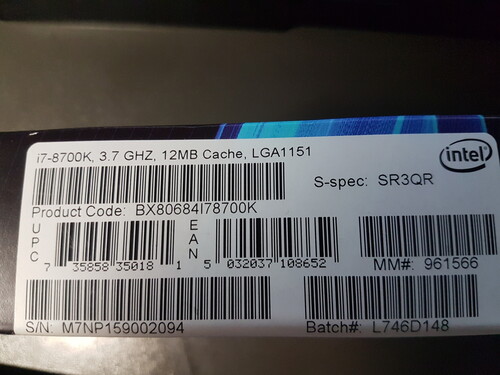 i7-8700K, 3.7 GHZ, 12MB Cache, LGA1151
intel
S-spec: SR3QR
Product Code: BX80684I78700K
UPC
7 35858 35018 1
EAN
5 032037 108652
MM#: 961566
S/N: M7NP159002094
Batch#: L746D148